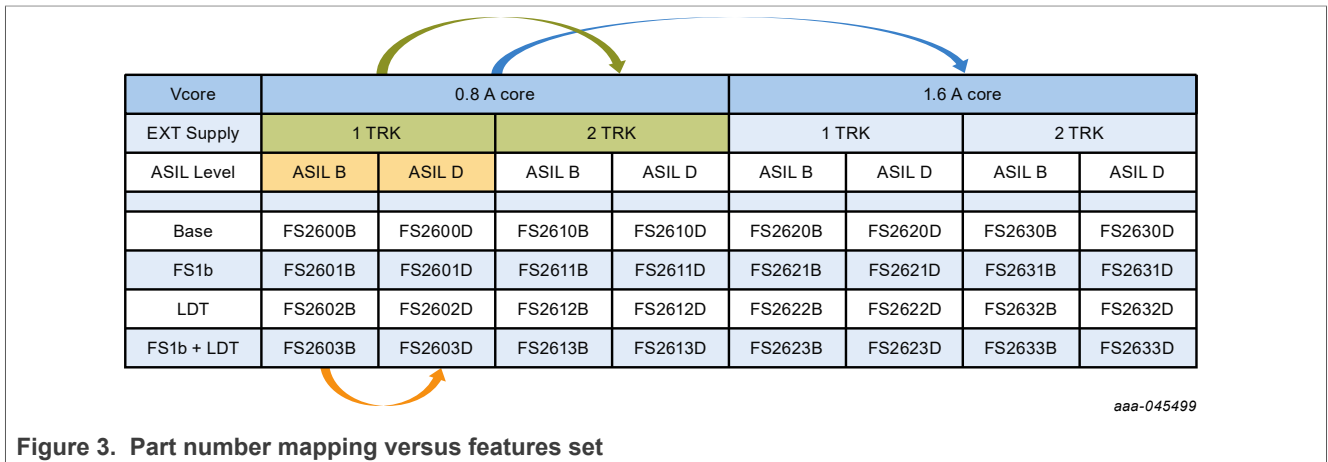 Vcore 0.8 A core 1.6 A core
EXT Supply 1 TRK 2 TRK 1 TRK 2 TRK
ASIL Level ASIL B ASIL D ASIL B ASIL D ASIL B ASIL D ASIL B ASIL D
Base FS2600B FS2600D FS2610B FS2610D FS2620B FS2620D FS2630B FS2630D
FS1b FS2601B FS2601D FS2611B FS2611D FS2621B FS2621D FS2631B FS2631D
LDT FS2602B FS2602D FS2612B FS2612D FS2622B FS2622D FS2632B FS2632D
FS1b + LDT FS2603B FS2603D FS2613B FS2613D FS2623B FS2623D FS2633B FS2633D
aaa-045499
Figure 3. Part number mapping versus features set